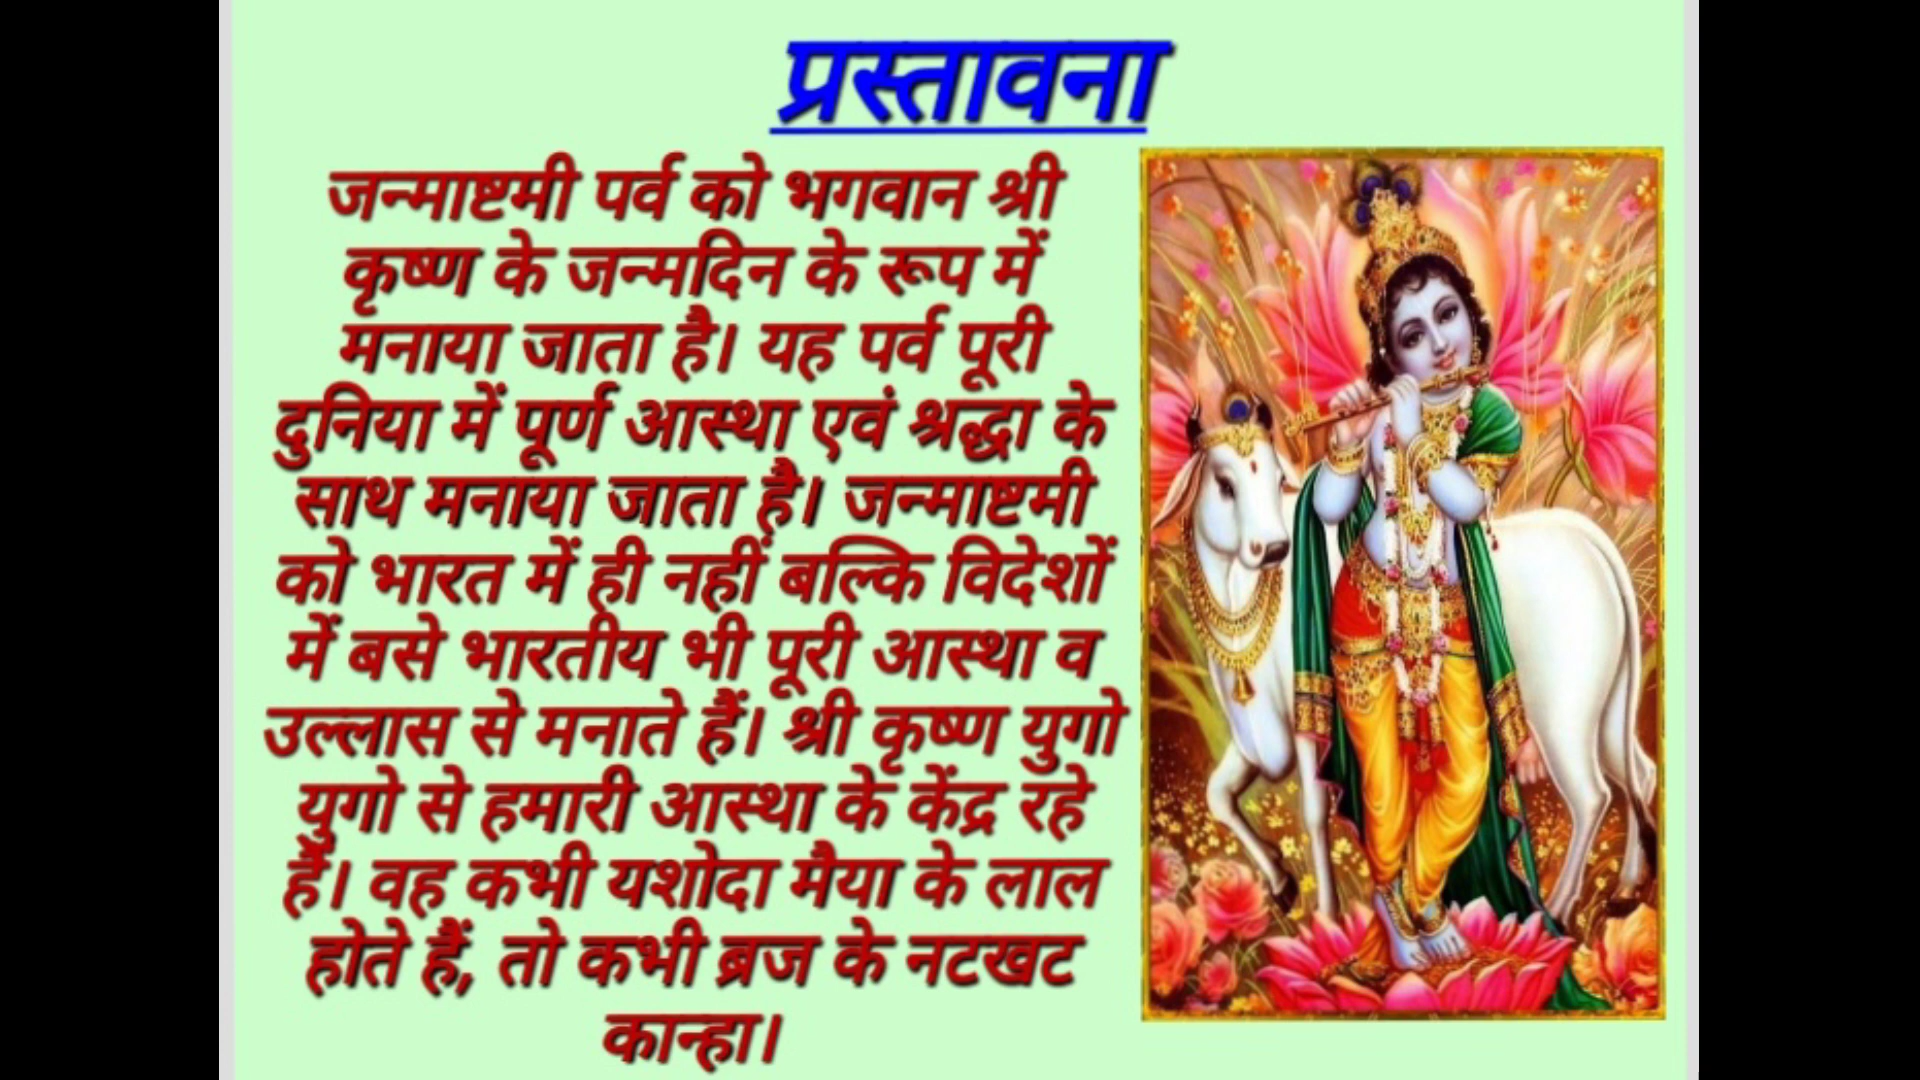 प्रस्तावना
जन्माष्टमी पर्व को भगवान श्री
कृष्ण के जन्मदिन के रूप में
मनाया जाता है। यह पर्व पूरी
दुनिया में पूर्ण आस्था एवं श्रद्धा के
साथ मनाया जाता है। जन्माष्टमी
को भारत में ही नहीं बल्कि विदेशों
में बसे भारतीय भी पूरी आस्था व
उल्लास से मनाते हैं। श्री कृष्ण युगो
युगो से हमारी आस्था के केंद्र रहे
हैं। वह कभी यशोदा मैया के लाल
होते हैं, तो कभी ब्रज के नटखट
कान्हा।